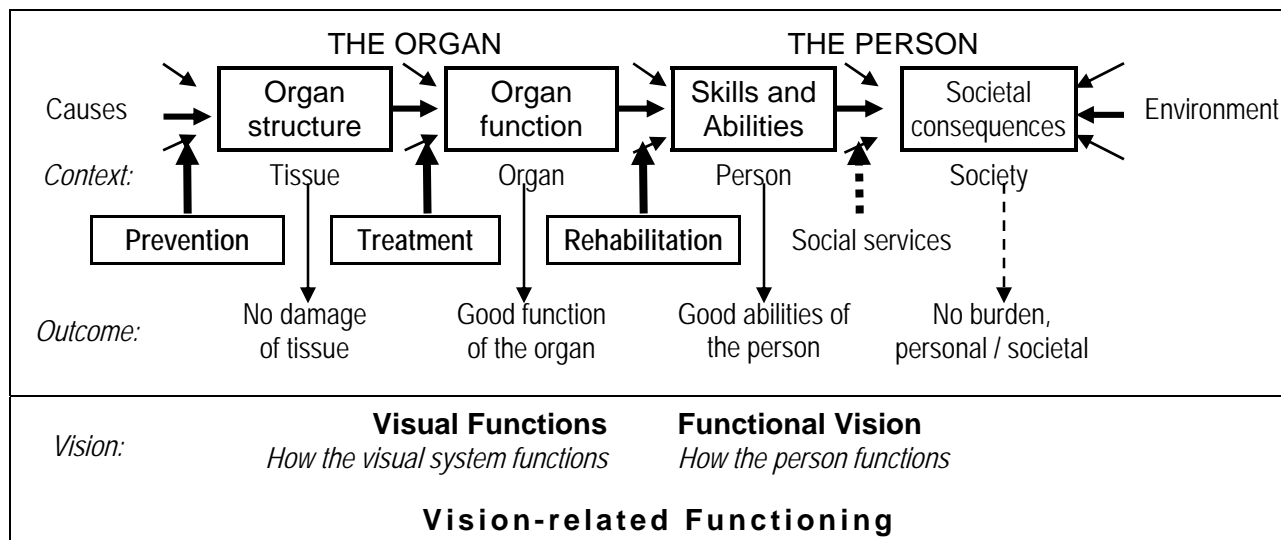 THE ORGAN THE PERSON
Causes
Organ
structure
Organ
function
Skills and
Abilities
Societal
consequences
Environment
Context: Tissue Organ Person Society
Prevention Treatment Rehabilitation Social services
Outcome:
No damage
of tissue
Good function
of the organ
Good abilities of
the person
No burden,
personal / societal
Vision:
Visual Functions
How the visual system functions
Functional Vision
How the person functions
Vision-related Functioning